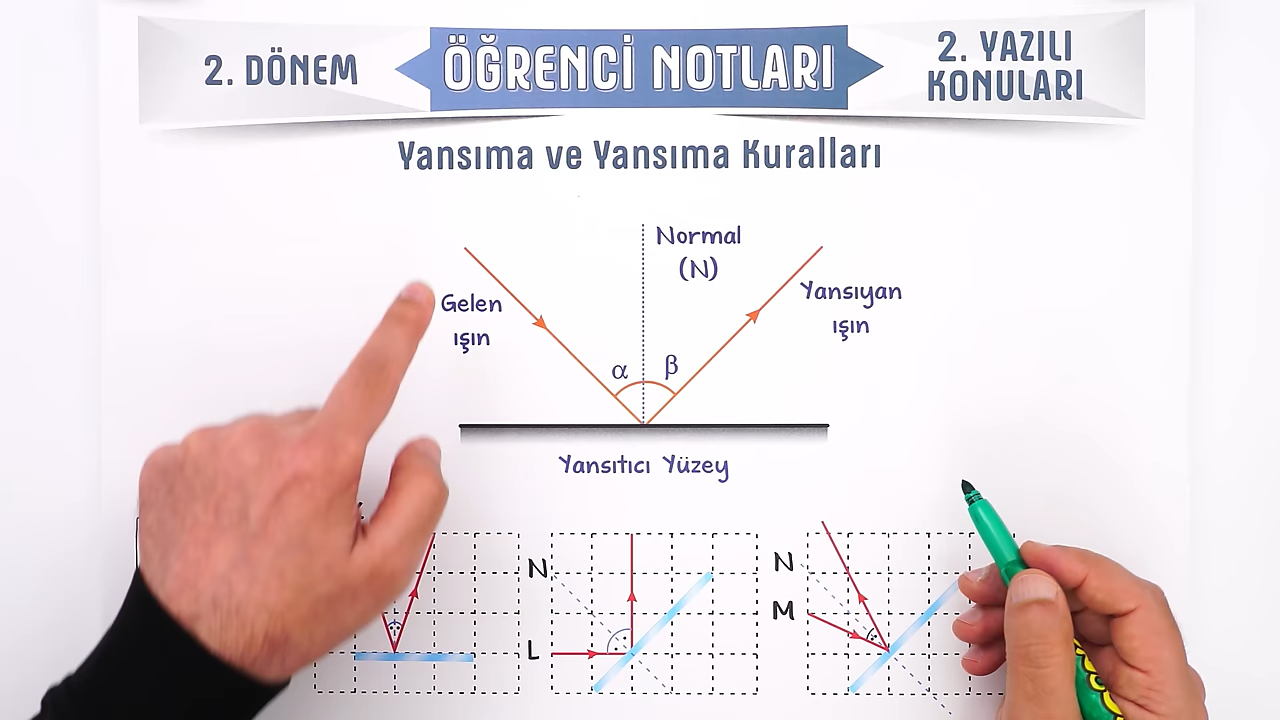 2. DÖNEM
ÖĞRENCİ NOTLARI
2. YAZILI
KONULARI
Yansıma ve Yansıma Kuralları
Normal
(N)
Gelen
ışın
Yansıyan
ışın
α
β
Yansıtıcı Yüzey
N
L
N
M